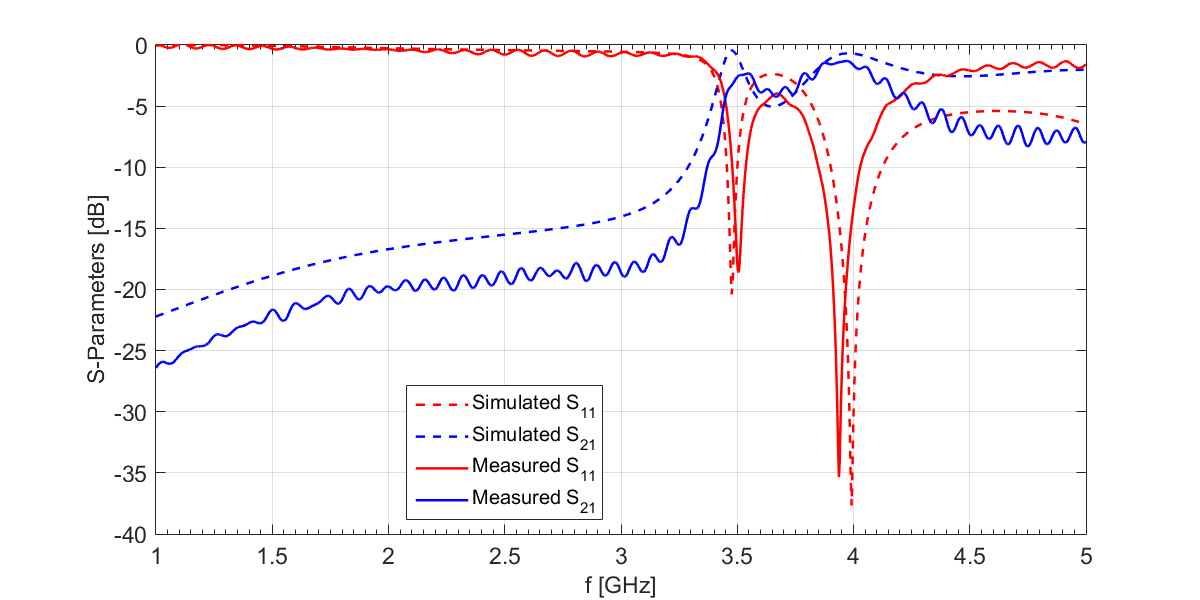 0
-5
-10
-15
-20
-25
-30
-35
-40
S-Parameters [dB]
Simulated S11
Simulated S21
Measured S11
Measured S21
1 1.5 2 2.5 3 3.5 4 4.5 5
f [GHz]